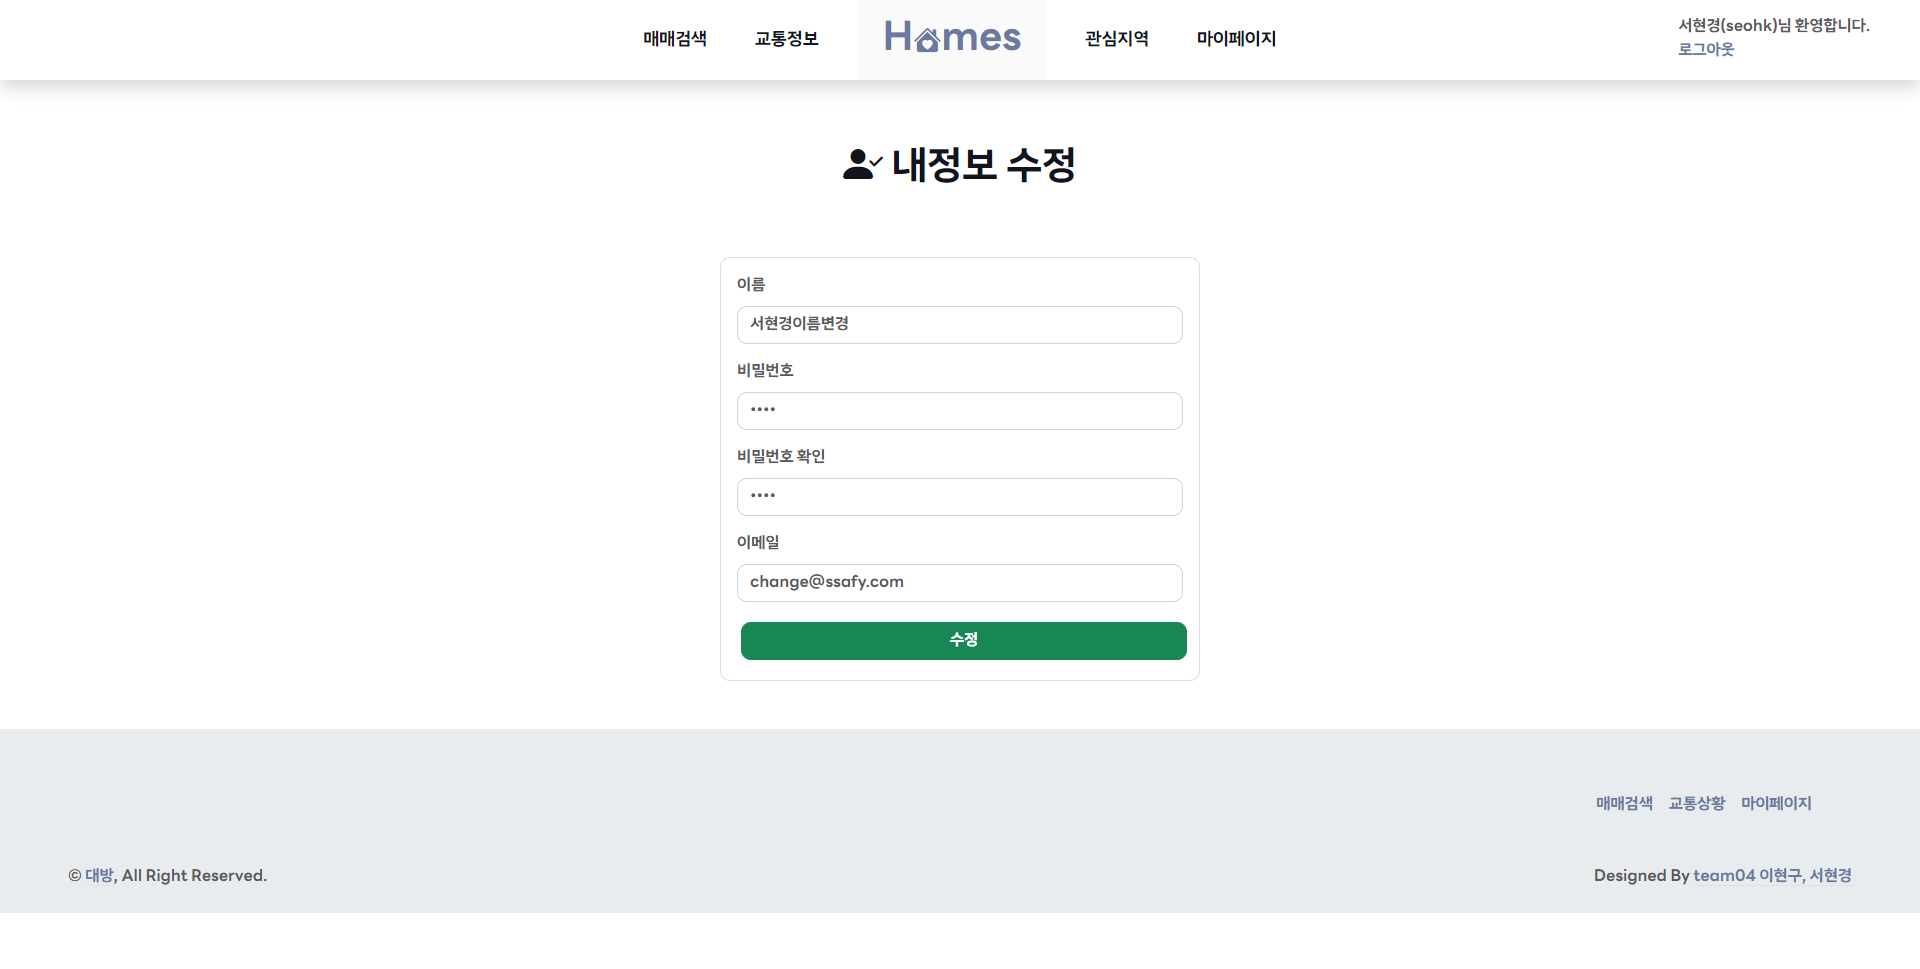 매매검색 교통정보 Homes 관심지역 마이페이지
서현경(seohk)님 환영합니다.
로그아웃
내정보 수정
이름
서현경이름변경
비밀번호
••••
비밀번호 확인
••••
이메일
change@ssafy.com
수정
매매검색 교통상황 마이페이지
© 대방, All Right Reserved.
Designed By team04 이현구, 서현경